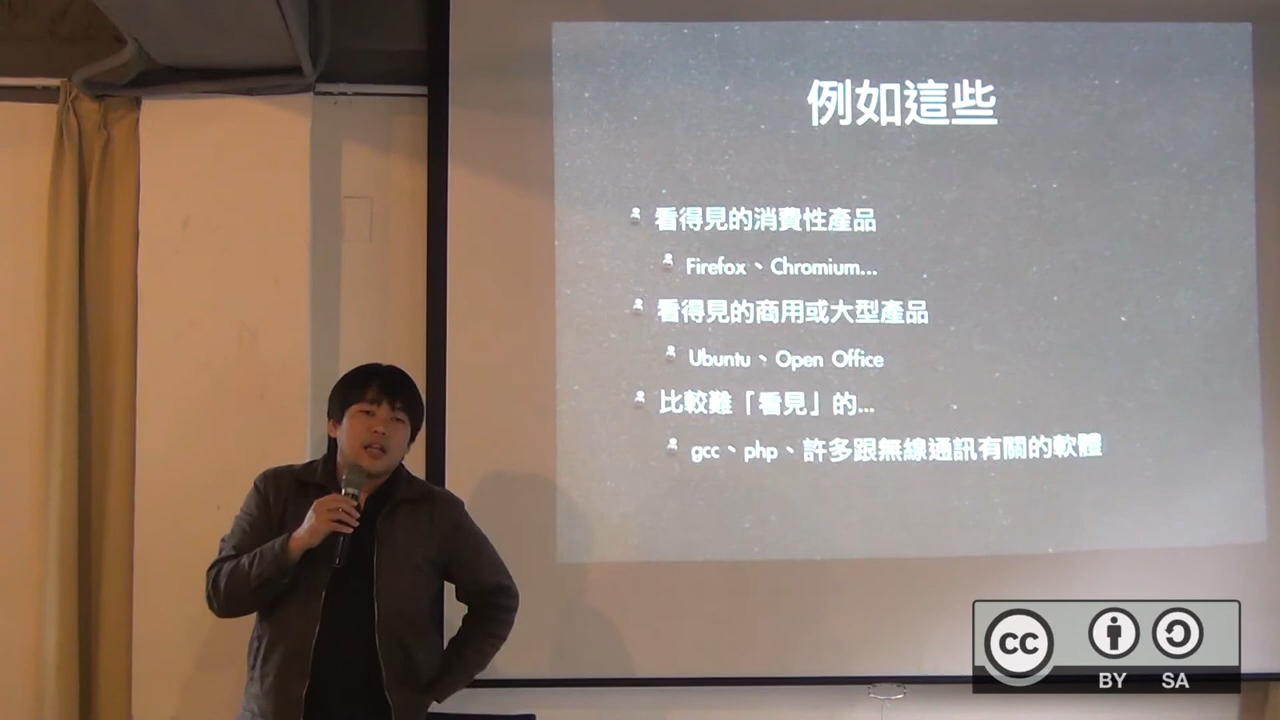 例如這些
看得見的消費性產品
Firefox、Chromium...
看得見的商用或大型產品
Ubuntu、Open Office
比較難「看見」的...
gcc、php、許多跟無線通訊有關的軟體
cc
BY SA